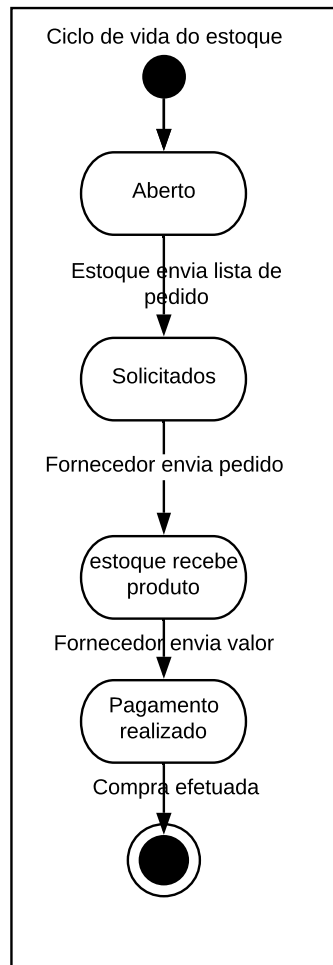 Ciclo de vida do estoque
Aberto
Estoque envia lista de
pedido
Solicitados
Fornecedor envia pedido
estoque recebe
produto
Fornecedor envia valor
Pagamento
realizado
Compra efetuada